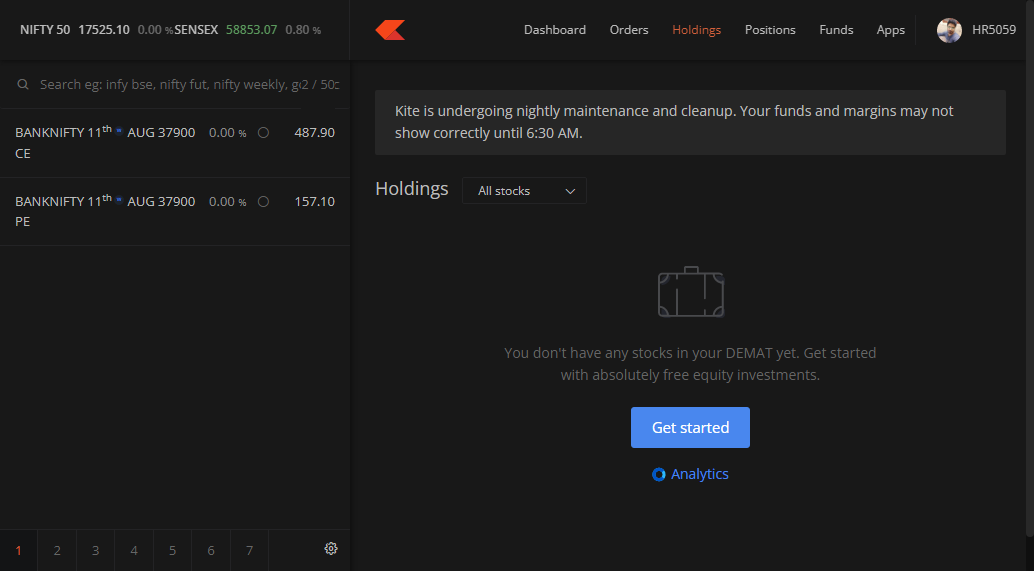 NIFTY 50 17525.10 0.00 % SENSEX 58853.07 0.80 %
Dashboard Orders Holdings Positions Funds Apps HR5059
Search eg: infy bse, nifty fut, nifty weekly, 2 / 50
BANKNIFTY 11th w AUG 37900 CE 0.00 % 487.90
BANKNIFTY 11th w AUG 37900 PE 0.00 % 157.10
1 2 3 4 5 6 7
Kite is undergoing nightly maintenance and cleanup. Your funds and margins may not
show correctly until 6:30 AM.
Holdings All stocks
You don't have any stocks in your DEMAT yet. Get started
with absolutely free equity investments.
Get started
Analytics